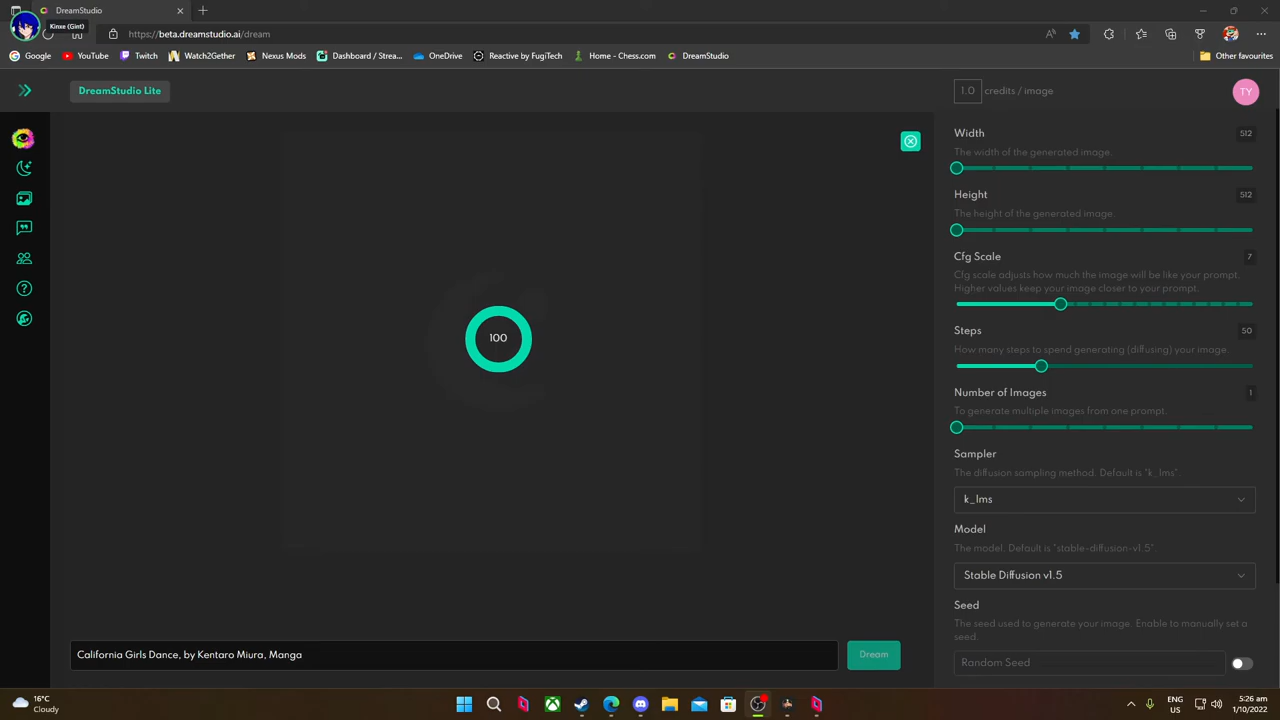 DreamStudio
Kinxe (Gint)
https://beta.dreamstudio.ai/dream
Google
YouTube
Twitch
Watch2Gether
Nexus Mods
Dashboard / Strea...
OneDrive
Reactive by FugiTech
Home - Chess.com
DreamStudio
Other favourites
DreamStudio Lite
1.0 credits / image
TY
Width
512
The width of the generated image.
Height
512
The height of the generated image.
Cfg Scale
7
Cfg scale adjusts how much the image will be like your prompt.
Higher values keep your image closer to your prompt.
Steps
50
How many steps to spend generating (diffusing) your image.
Number of Images
1
To generate multiple images from one prompt.
Sampler
The diffusion sampling method. Default is "k_lms".
k_lms
Model
The model. Default is "stable-diffusion-v1.5".
Stable Diffusion v1.5
Seed
The seed used to generate your image. Enable to manually set a
seed.
Random Seed
100
California Girls Dance, by Kentaro Miura, Manga
Dream
16°C
Cloudy
ENG
US
5:26 am
1/10/2022